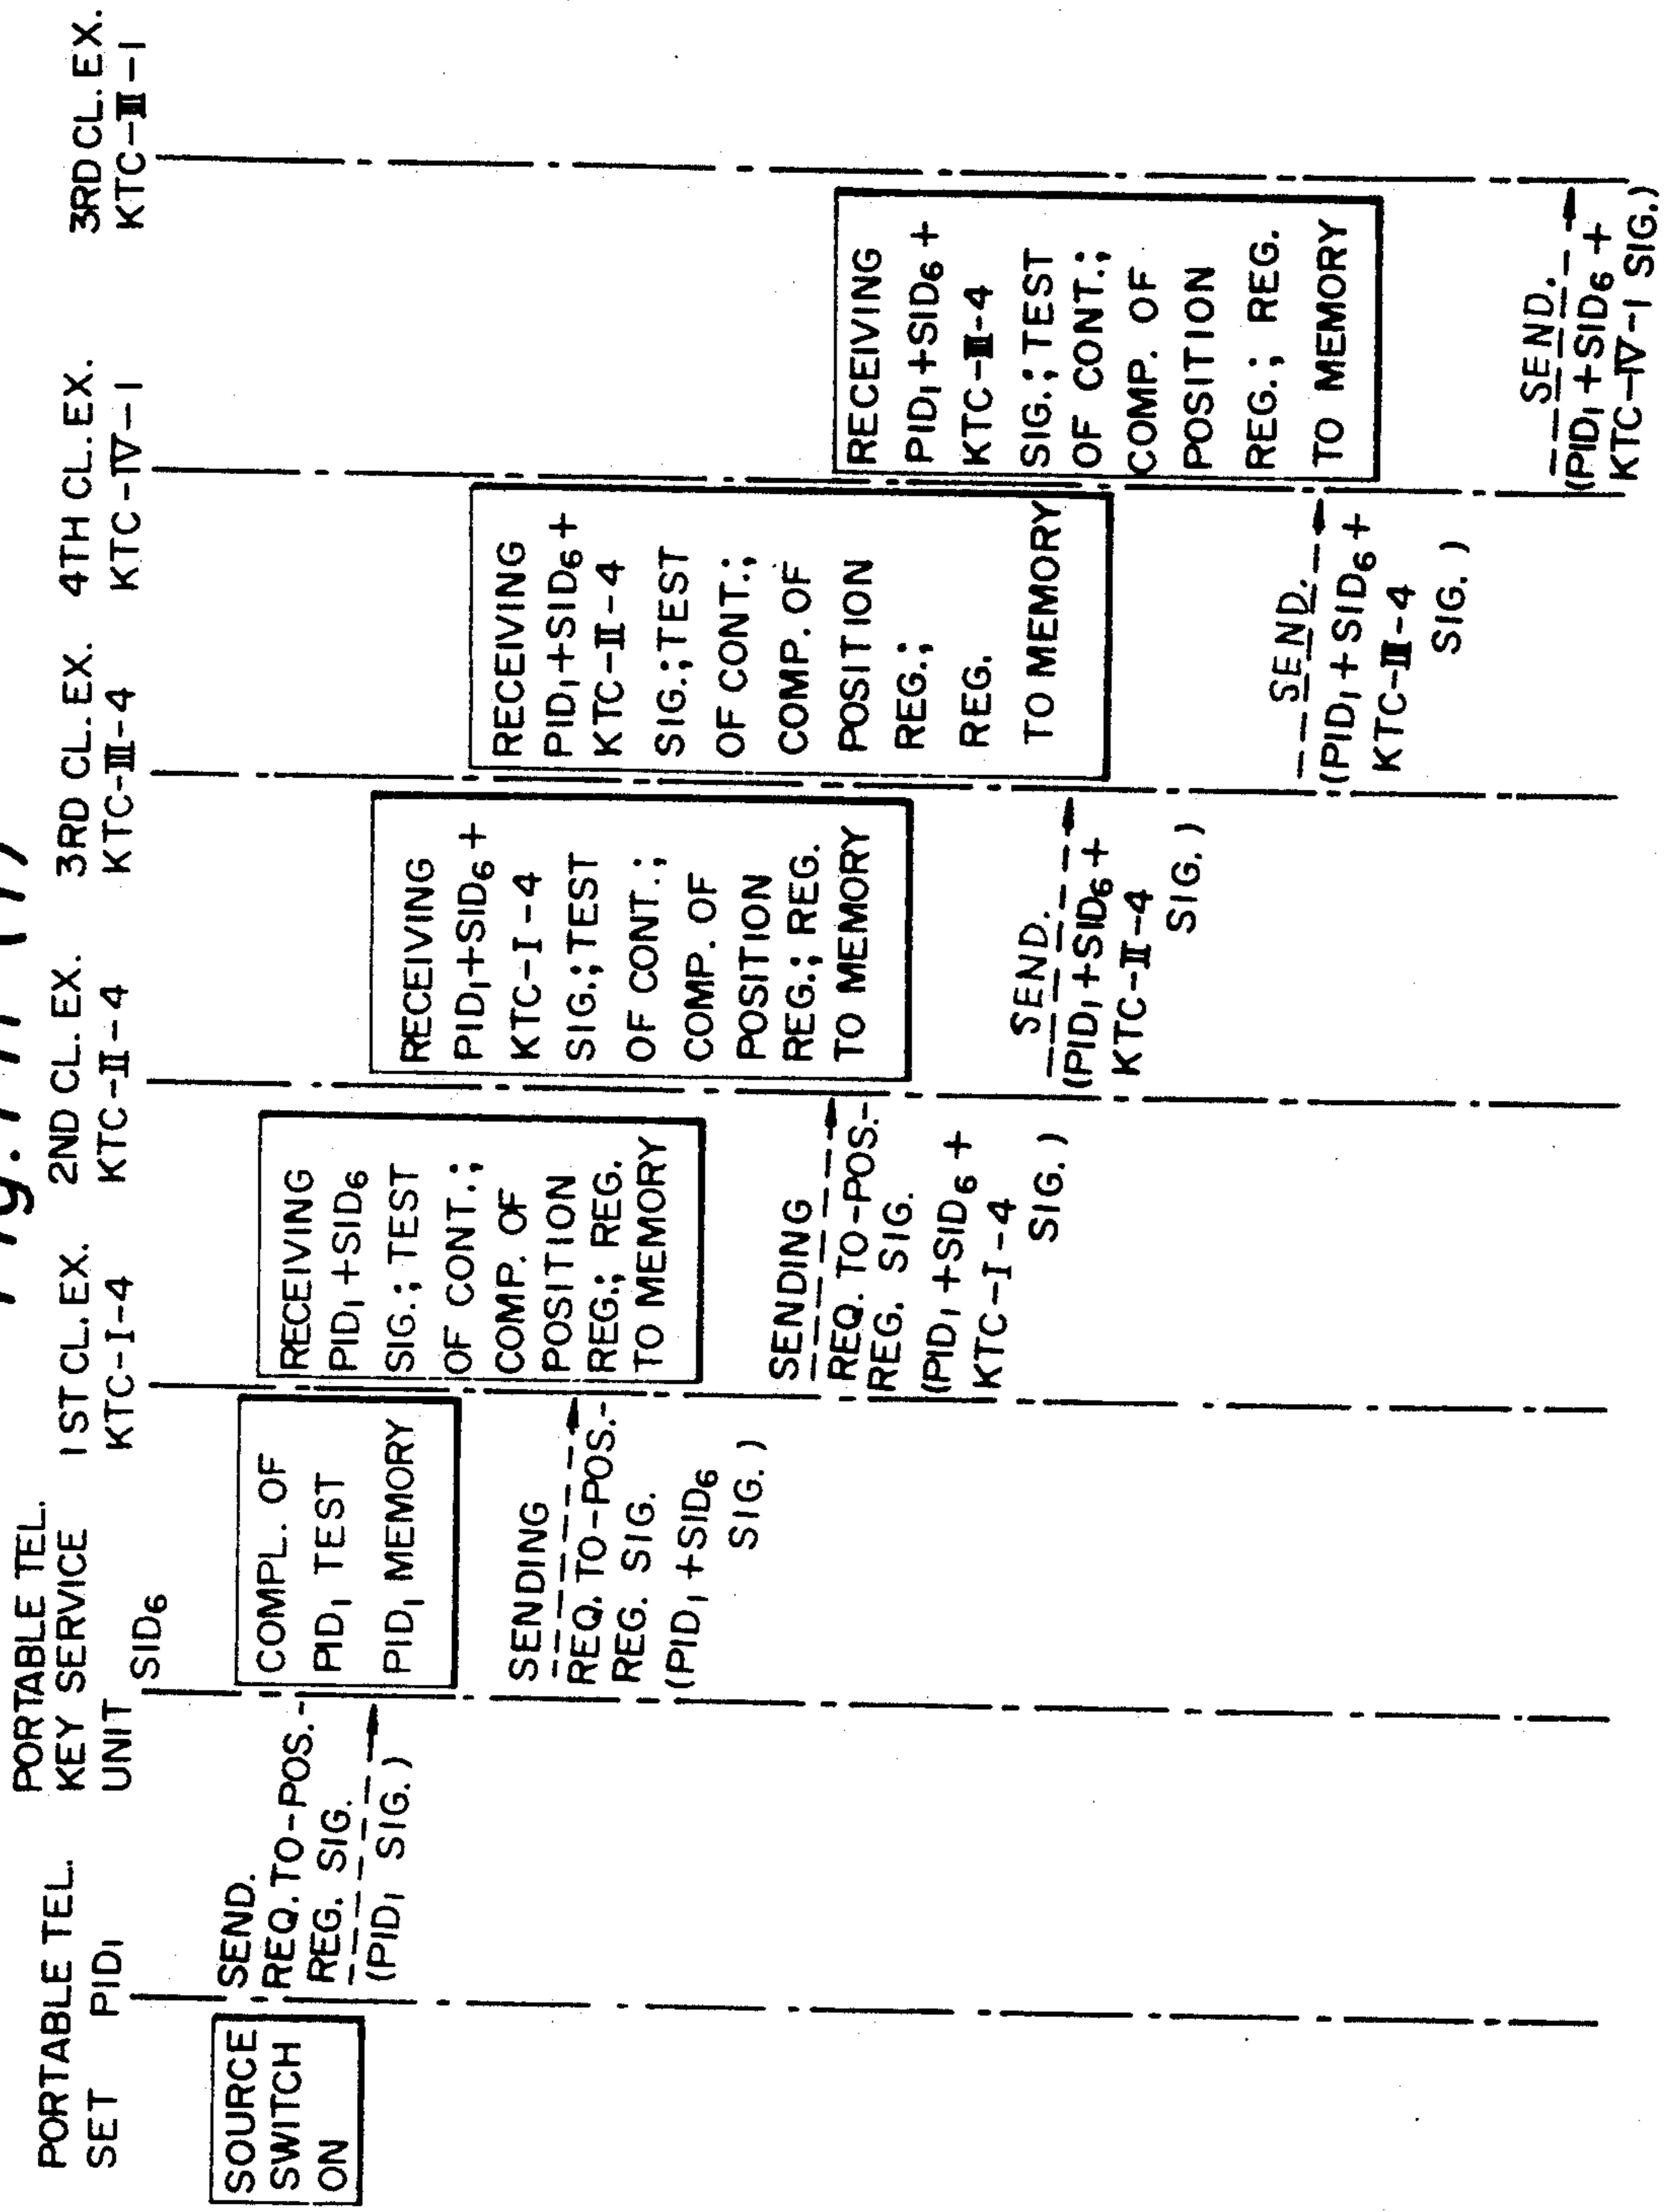 PORTABLE TEL.
SET PID₁
PORTABLE TEL.
KEY SERVICE
UNIT SID₆
1ST CL. EX.
KTC-I-4
2ND CL. EX.
KTC-II-4
3RD CL. EX.
KTC-III-4
4TH CL. EX.
KTC-IV-1
3RD CL. EX.
KTC-III-1
SOURCE
SWITCH
ON
SEND.
REQ. TO-POS.-
REG. SIG.
(PID₁ SIG.)
COMPL. OF
PID₁ TEST
PID₁ MEMORY
SENDING
REQ. TO-POS.-
REG. SIG.
(PID₁+SID₆
SIG.)
RECEIVING
PID₁+SID₆
SIG.; TEST
OF CONT.;
COMP. OF
POSITION
REG.; REG.
TO MEMORY
SENDING
REQ. TO-POS.-
REG. SIG.
(PID₁+SID₆+
KTC-I-4
SIG.)
RECEIVING
PID₁+SID₆+
KTC-I-4
SIG.; TEST
OF CONT.;
COMP. OF
POSITION
REG.; REG.
TO MEMORY
SEND.
(PID₁+SID₆+
KTC-II-4
SIG.)
RECEIVING
PID₁+SID₆+
KTC-II-4
SIG.; TEST
OF CONT.;
COMP. OF
POSITION
REG.;
REG.
TO MEMORY
SEND.
(PID₁+SID₆+
KTC-III-4
SIG.)
RECEIVING
PID₁+SID₆+
KTC-III-4
SIG.; TEST
OF CONT.;
COMP. OF
POSITION
REG.; REG.
TO MEMORY
SEND.
(PID₁+SID₆+
KTC-IV-1 SIG.)